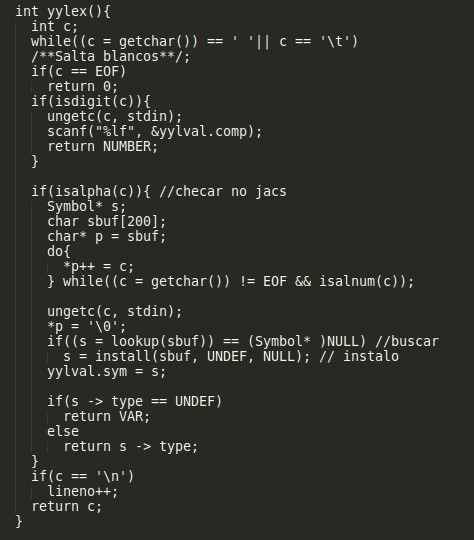 int yylex(){
  int c;
  while((c = getchar()) == ' '|| c == '\t')
  /**Salta blancos**/;
  if(c == EOF)
    return 0;
  if(isdigit(c)){
    ungetc(c, stdin);
    scanf("%lf", &yylval.comp);
    return NUMBER;
  }

  if(isalpha(c)){ //checar no jacs
    Symbol* s;
    char sbuf[200];
    char* p = sbuf;
    do{
      *p++ = c;
    } while((c = getchar()) != EOF && isalnum(c));

    ungetc(c, stdin);
    *p = '\0';
    if((s = lookup(sbuf)) == (Symbol* )NULL) //buscar
      s = install(sbuf, UNDEF, NULL); // instalo
    yylval.sym = s;

    if(s -> type == UNDEF)
      return VAR;
    else
      return s -> type;
  }
  if(c == '\n')
    lineno++;
  return c;
}